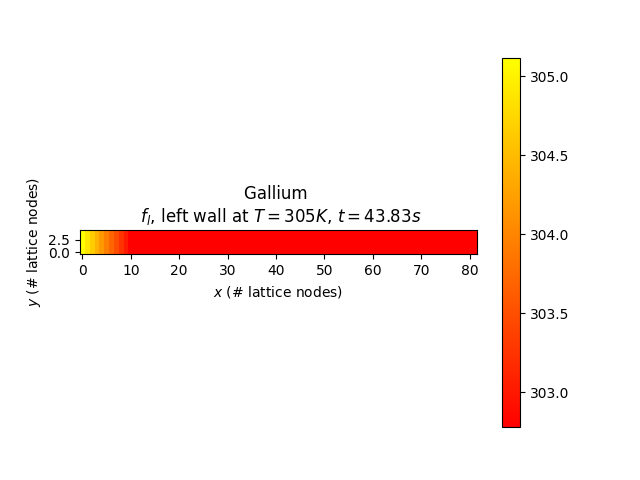 Gallium
f_l, left wall at T = 305K, t = 43.83s
y (# lattice nodes)
2.5
0.0
0 10 20 30 40 50 60 70 80
x (# lattice nodes)
305.0
304.5
304.0
303.5
303.0